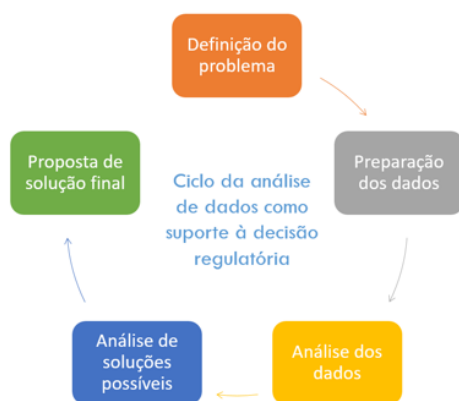 Definição do
problema
Preparação
dos dados
Análise dos
dados
Análise de
soluções
possíveis
Proposta de
solução final
Ciclo da análise
de dados como
suporte à decisão
regulatória